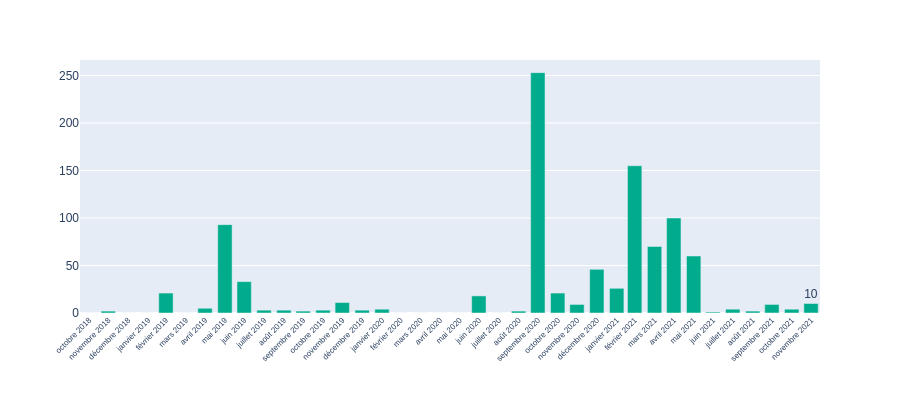 250
200
150
100
50
0
10
octobre 2018
novembre 2018
décembre 2018
janvier 2019
février 2019
mars 2019
avril 2019
mai 2019
juin 2019
juillet 2019
août 2019
septembre 2019
octobre 2019
novembre 2019
décembre 2019
janvier 2020
février 2020
mars 2020
avril 2020
mai 2020
juin 2020
juillet 2020
août 2020
septembre 2020
octobre 2020
novembre 2020
décembre 2020
janvier 2021
février 2021
mars 2021
avril 2021
mai 2021
juin 2021
juillet 2021
août 2021
septembre 2021
octobre 2021
novembre 2021